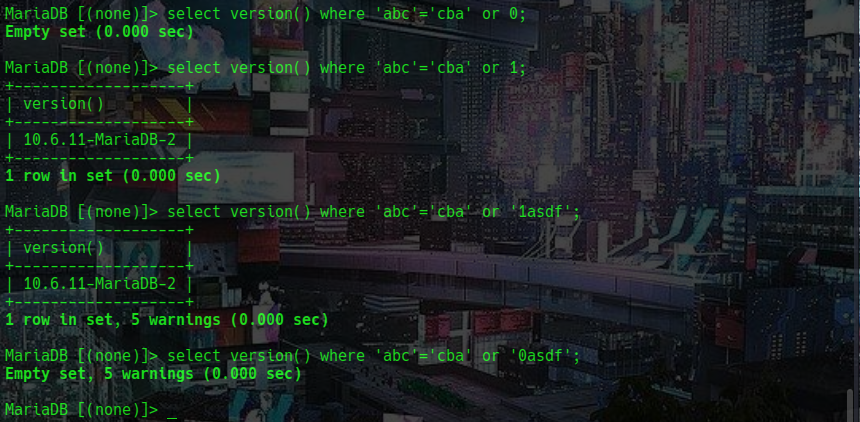 MariaDB [(none)]> select version() where 'abc'='cba' or 0;
Empty set (0.000 sec)
MariaDB [(none)]> select version() where 'abc'='cba' or 1;
+-------------------+
| version()         |
+-------------------+
| 10.6.11-MariaDB-2 |
+-------------------+
1 row in set (0.000 sec)
MariaDB [(none)]> select version() where 'abc'='cba' or '1asdf';
+-------------------+
| version()         |
+-------------------+
| 10.6.11-MariaDB-2 |
+-------------------+
1 row in set, 5 warnings (0.000 sec)
MariaDB [(none)]> select version() where 'abc'='cba' or '0asdf';
Empty set, 5 warnings (0.000 sec)
MariaDB [(none)]> _